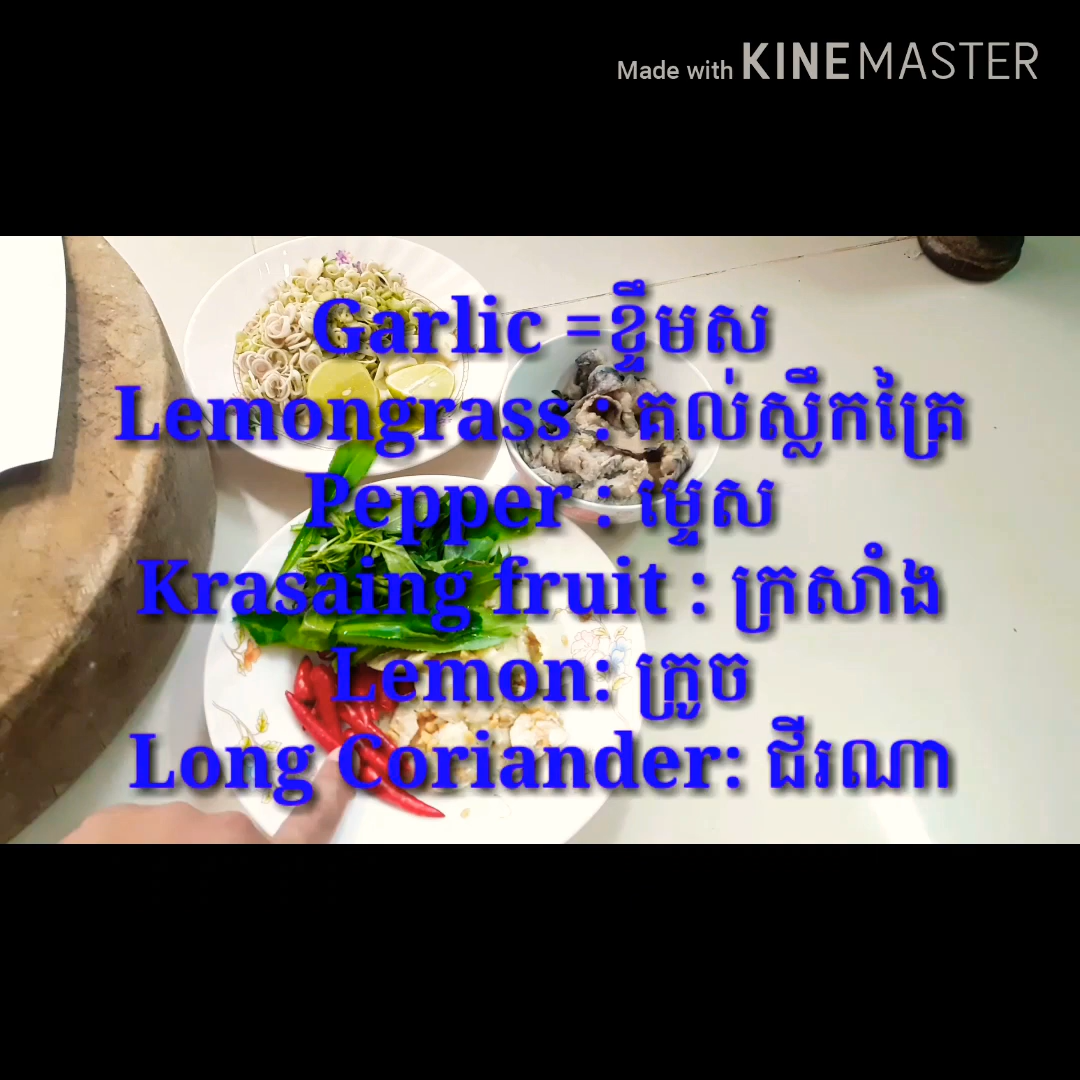 Made with KINEMASTER
Garlic =ខ្ទឹមស
Lemongrass : គល់ស្លឹកគ្រៃ
Pepper : ម្ទេស
Krasaing fruit : ក្រសាំង
Lemon: ក្រូច
Long Coriander: ជីរណា